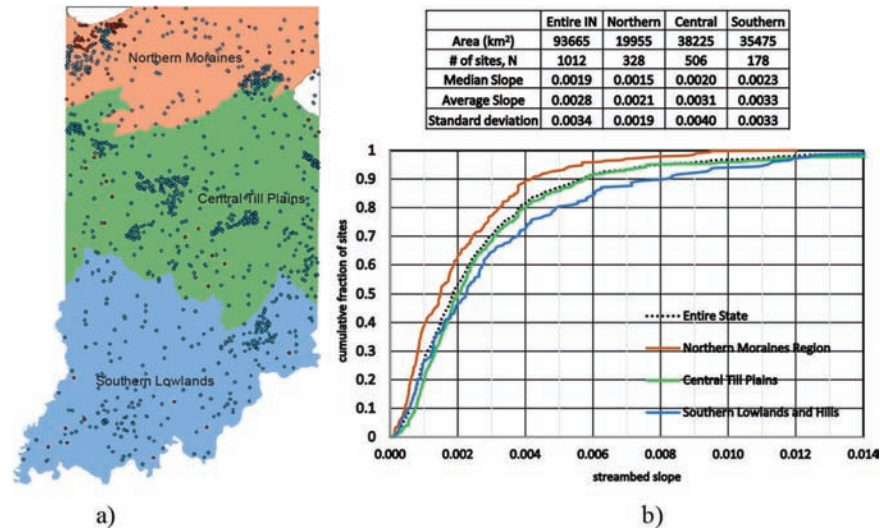 Northern Moraines
Central Till Plains
Southern Lowlands
a)
Entire IN Northern Central Southern
Area (km²) 93665 19955 38225 35475
# of sites, N 1012 328 506 178
Median Slope 0.0019 0.0015 0.0020 0.0023
Average Slope 0.0028 0.0021 0.0031 0.0033
Standard deviation 0.0034 0.0019 0.0040 0.0033
cumulative fraction of sites
1
0.9
0.8
0.7
0.6
0.5
0.4
0.3
0.2
0.1
0
Entire State
Northern Moraines Region
Central Till Plains
Southern Lowlands and Hills
0.000 0.002 0.004 0.006 0.008 0.010 0.012 0.014
streambed slope
b)